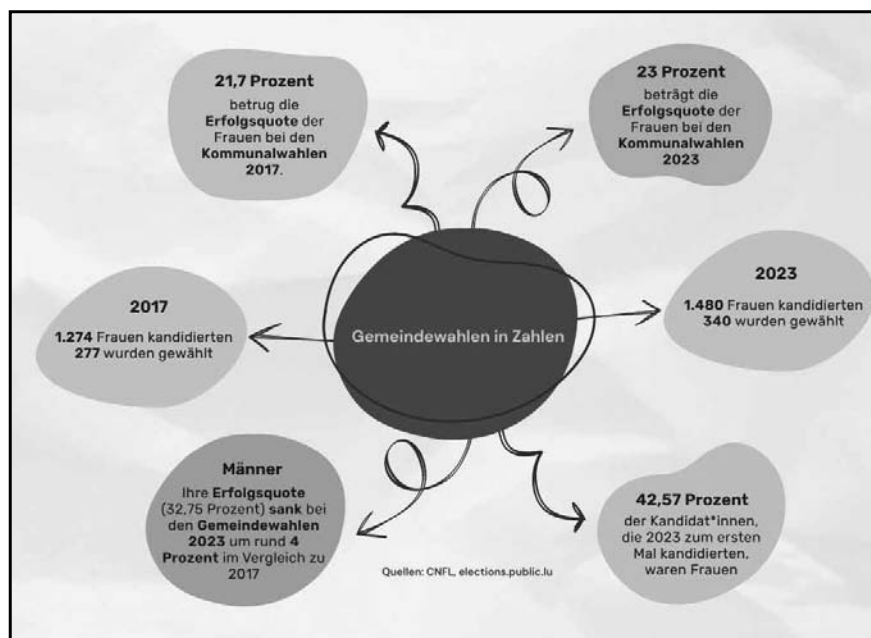 21,7 Prozent
betrug die
Erfolgsquote der
Frauen bei den
Kommunalwahlen
2017.
23 Prozent
beträgt die
Erfolgsquote der
Frauen bei den
Kommunalwahlen
2023
2017
1.274 Frauen kandidierten
277 wurden gewählt
Gemeindewahlen in Zahlen
2023
1.480 Frauen kandidierten
340 wurden gewählt
Männer
Ihre Erfolgsquote
(32,75 Prozent) sank bei
den Gemeindewahlen
2023 um rund 4
Prozent im Vergleich zu
2017
42,57 Prozent
der Kandidat*innen,
die 2023 zum ersten
Mal kandidierten,
waren Frauen
Quellen: CNFL, elections.public.lu